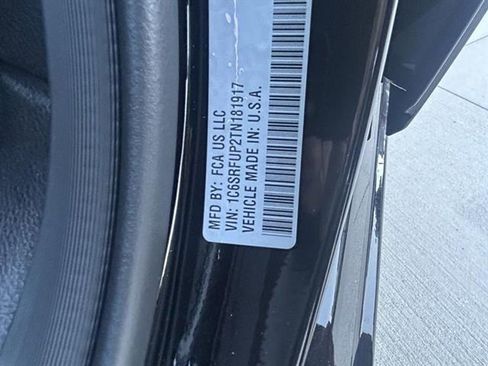 MFD BY: FCA US LLC
VIN: 1C6SRFUP2TN181917
VEHICLE MADE IN: U.S.A.